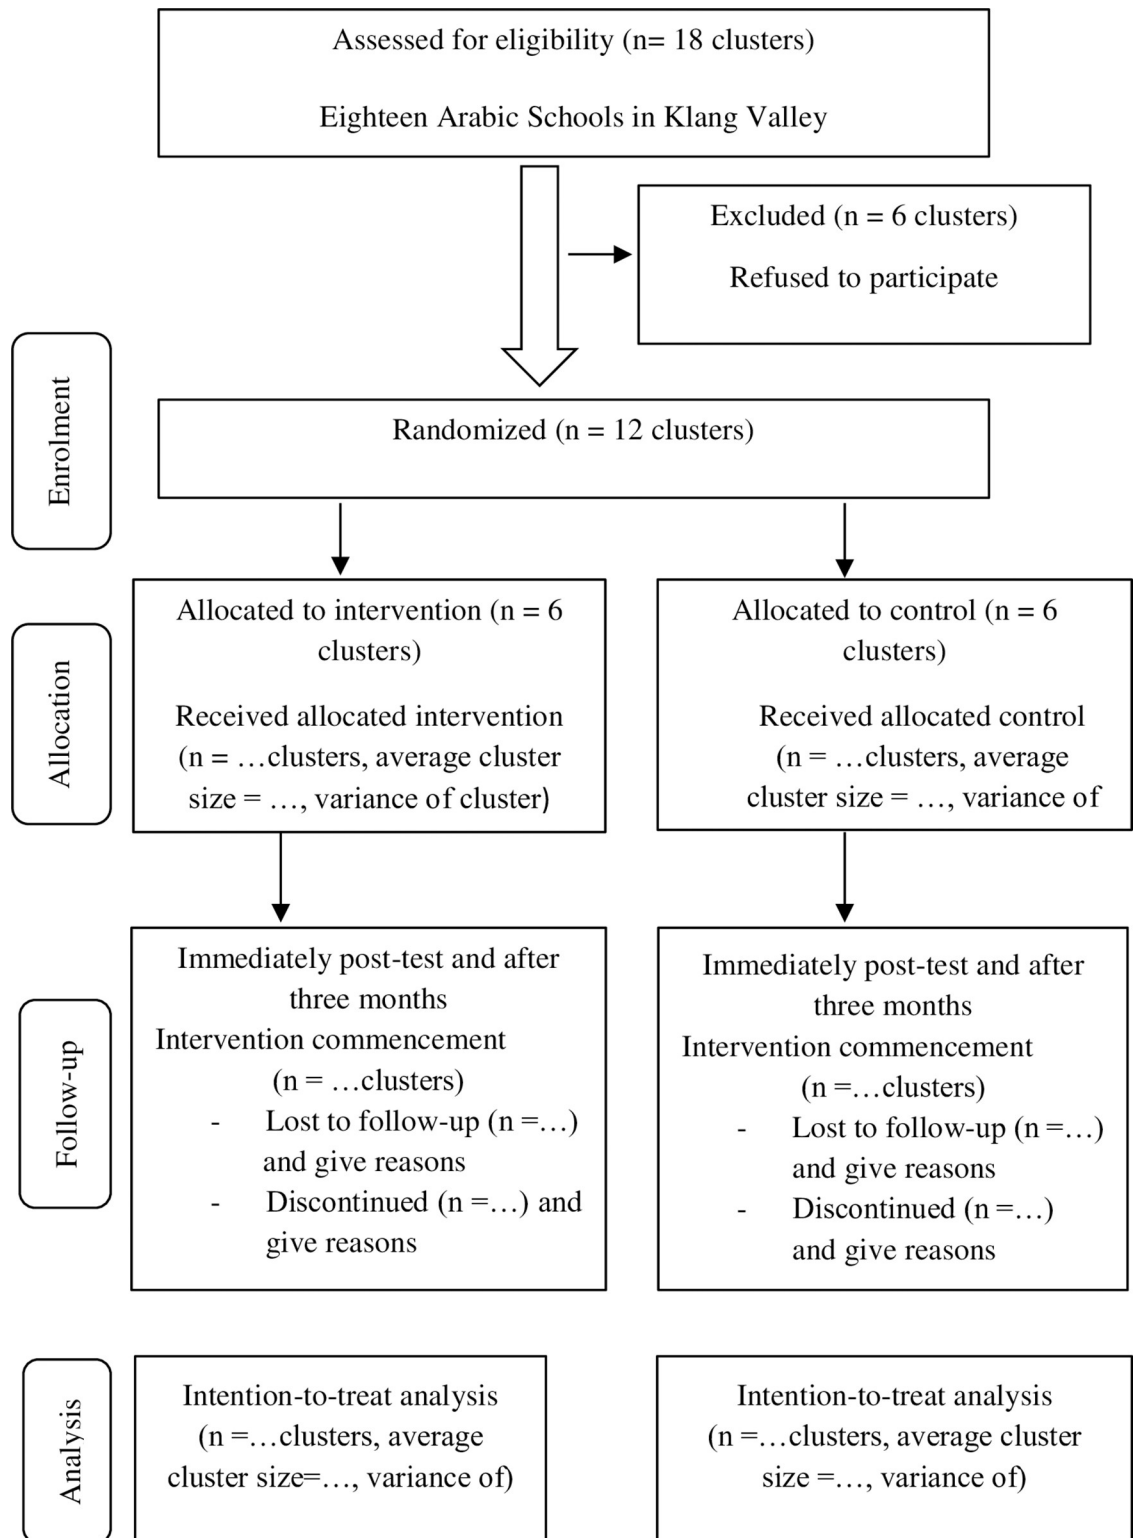 Assessed for eligibility (n= 18 clusters)
Eighteen Arabic Schools in Klang Valley
Excluded (n = 6 clusters)
Refused to participate
Enrolment
Randomized (n = 12 clusters)
Allocation
Allocated to intervention (n = 6
clusters)
Received allocated intervention
(n = …clusters, average cluster
size = …, variance of cluster)
Allocated to control (n = 6
clusters)
Received allocated control
(n = …clusters, average
cluster size = …, variance of
Follow-up
Immediately post-test and after
three months
Intervention commencement
(n = …clusters)
- Lost to follow-up (n =…)
and give reasons
- Discontinued (n =…) and
give reasons
Immediately post-test and after
three months
Intervention commencement
(n =…clusters)
- Lost to follow-up (n =…)
and give reasons
- Discontinued (n =…)
and give reasons
Analysis
Intention-to-treat analysis
(n =…clusters, average
cluster size=…, variance of)
Intention-to-treat analysis
(n =…clusters, average cluster
size =…, variance of)